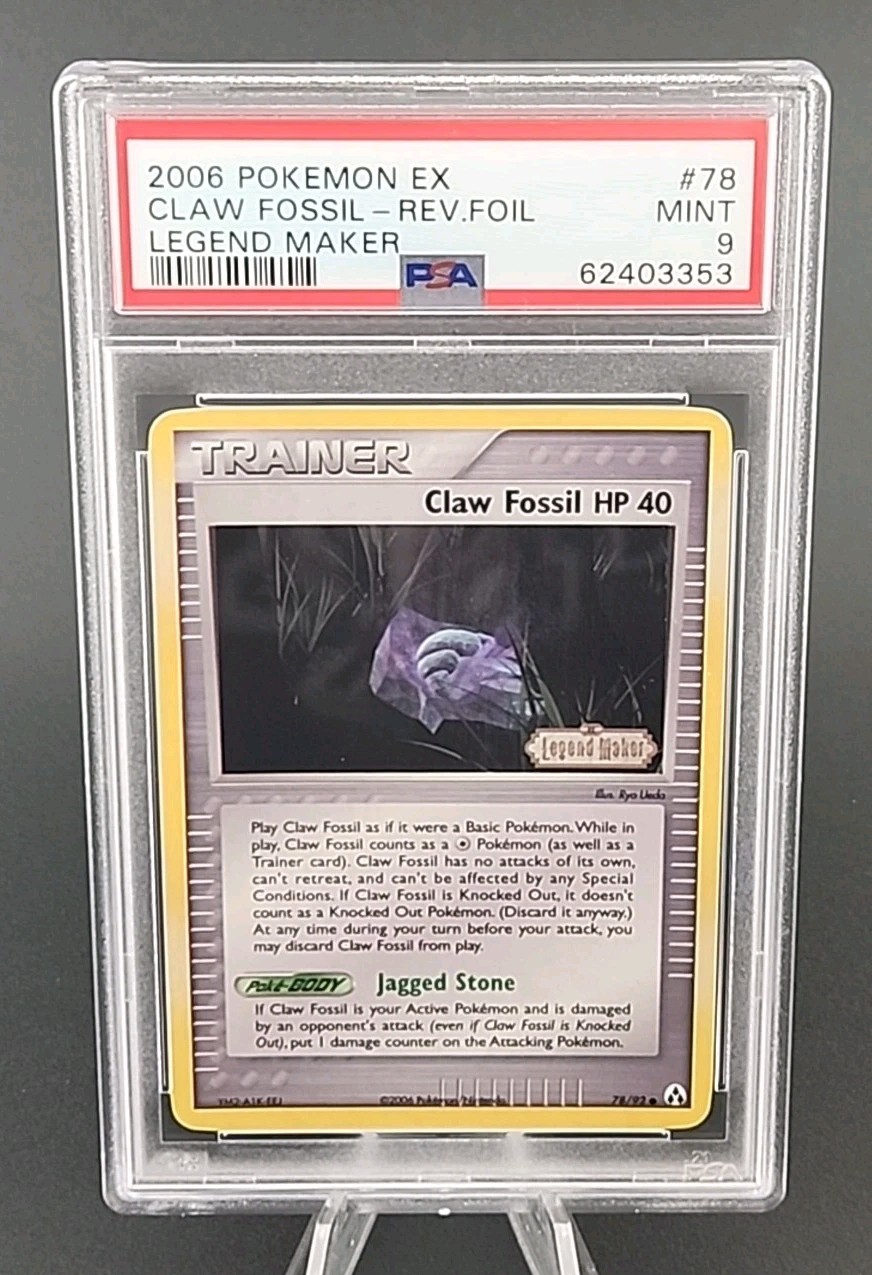 2006 POKEMON EX #78
CLAW FOSSIL - REV.FOIL MINT
LEGEND MAKER 9
PSA 62403353
TRAINER
Claw Fossil HP 40
Legend Maker
Illus. Ryo Ueda
Play Claw Fossil as if it were a Basic Pokémon. While in
play, Claw Fossil counts as a Pokémon (as well as a
Trainer card). Claw Fossil has no attacks of its own,
can't retreat, and can't be affected by any Special
Conditions. If Claw Fossil is Knocked Out, it doesn't
count as a Knocked Out Pokémon. (Discard it anyway.)
At any time during your turn before your attack, you
may discard Claw Fossil from play.
Poké-BODY Jagged Stone
If Claw Fossil is your Active Pokémon and is damaged
by an opponent's attack (even if Claw Fossil is Knocked
Out), put 1 damage counter on the Attacking Pokémon.
©2006 Pokémon/Nintendo 78/92
PSA